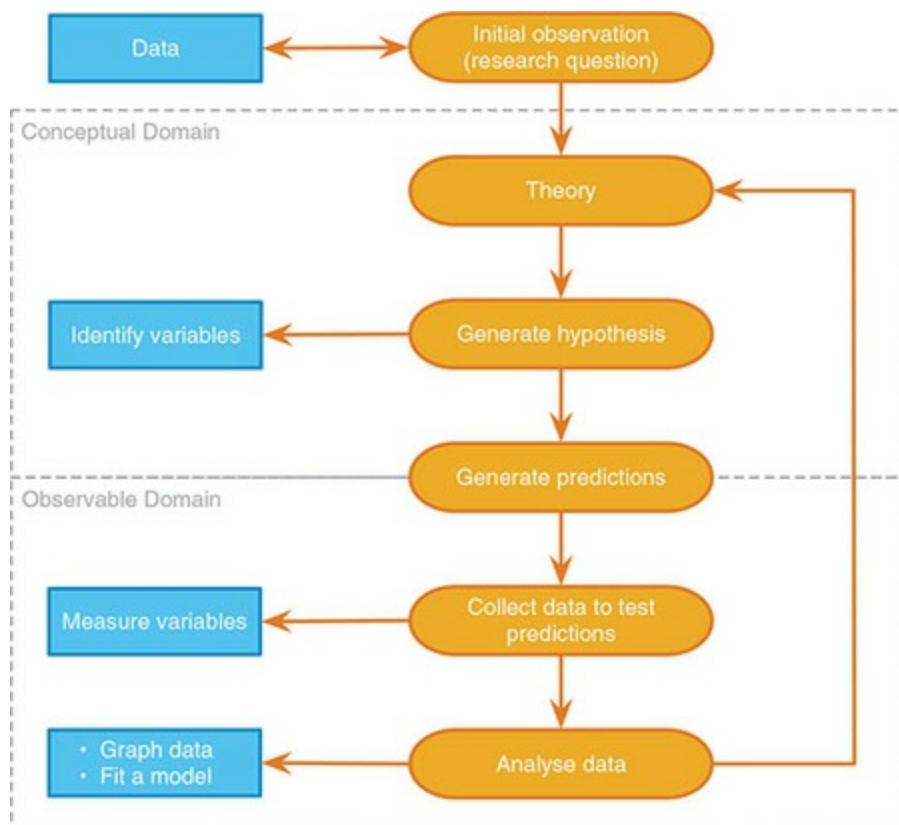 Data
Initial observation
(research question)
Conceptual Domain
Theory
Identify variables
Generate hypothesis
Generate predictions
Observable Domain
Measure variables
Collect data to test
predictions
• Graph data
• Fit a model
Analyse data